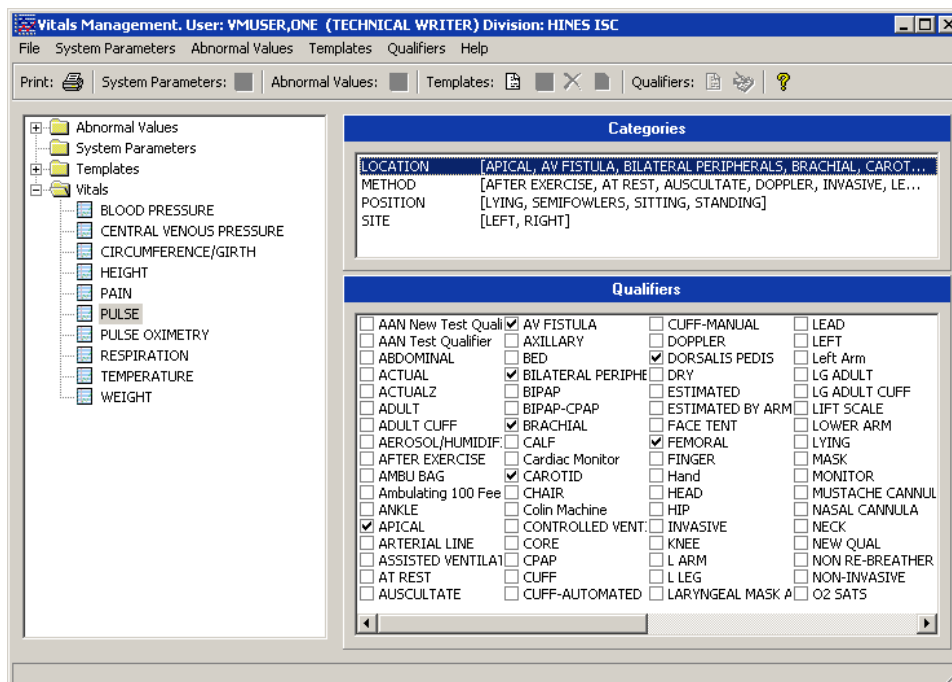 Vitals Management. User: VMUSER,ONE (TECHNICAL WRITER) Division: HINES ISC
File System Parameters Abnormal Values Templates Qualifiers Help
Print: System Parameters: Abnormal Values: Templates: Qualifiers:
Abnormal Values
System Parameters
Templates
Vitals
BLOOD PRESSURE
CENTRAL VENOUS PRESSURE
CIRCUMFERENCE/GIRTH
HEIGHT
PAIN
PULSE
PULSE OXIMETRY
RESPIRATION
TEMPERATURE
WEIGHT
Categories
LOCATION [APICAL, AV FISTULA, BILATERAL PERIPHERALS, BRACHIAL, CAROT...
METHOD [AFTER EXERCISE, AT REST, AUSCULTATE, DOPPLER, INVASIVE, LE...
POSITION [LYING, SEMIFOWLERS, SITTING, STANDING]
SITE [LEFT, RIGHT]
Qualifiers
AAN New Test Quali
AAN Test Qualifier
ABDOMINAL
ACTUAL
ACTUALZ
ADULT
ADULT CUFF
AEROSOL/HUMIDIF
AFTER EXERCISE
AMBU BAG
Ambulating 100 Fee
ANKLE
APICAL
ARTERIAL LINE
ASSISTED VENTILAT
AT REST
AUSCULTATE
AV FISTULA
AXILLARY
BED
BILATERAL PERIPHE
BIPAP
BIPAP-CPAP
BRACHIAL
CALF
Cardiac Monitor
CAROTID
CHAIR
Colin Machine
CONTROLLED VENT
CORE
CPAP
CUFF
CUFF-AUTOMATED
CUFF-MANUAL
DOPPLER
DORSALIS PEDIS
DRY
ESTIMATED
ESTIMATED BY ARM
FACE TENT
FEMORAL
FINGER
Hand
HEAD
HIP
INVASIVE
KNEE
L ARM
L LEG
LARYNGEAL MASK A
LEAD
LEFT
Left Arm
LG ADULT
LG ADULT CUFF
LIFT SCALE
LOWER ARM
LYING
MASK
MONITOR
MUSTACHE CANNUL
NASAL CANNULA
NECK
NEW QUAL
NON RE-BREATHER
NON-INVASIVE
O2 SATS